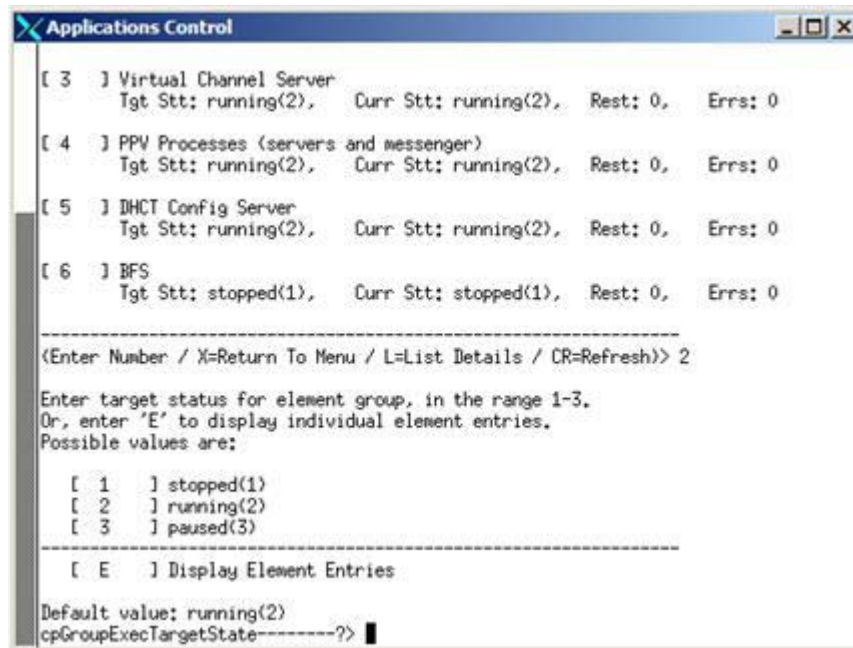 Applications Control
[ 3   ] Virtual Channel Server
Tgt Stt: running(2),   Curr Stt: running(2),   Rest: 0,   Errs: 0
[ 4   ] PPV Processes (servers and messenger)
Tgt Stt: running(2),   Curr Stt: running(2),   Rest: 0,   Errs: 0
[ 5   ] DHCT Config Server
Tgt Stt: running(2),   Curr Stt: running(2),   Rest: 0,   Errs: 0
[ 6   ] BFS
Tgt Stt: stopped(1),   Curr Stt: stopped(1),   Rest: 0,   Errs: 0
----------------------------------------------------------------------
(Enter Number / X=Return To Menu / L=List Details / CR=Refresh)> 2
Enter target status for element group, in the range 1-3.
Or, enter 'E' to display individual element entries.
Possible values are:
[  1    ] stopped(1)
[  2    ] running(2)
[  3    ] paused(3)
----------------------------------------------------------------------
[  E    ] Display Element Entries
Default value: running(2)
cpGroupExecTargetState--------?>